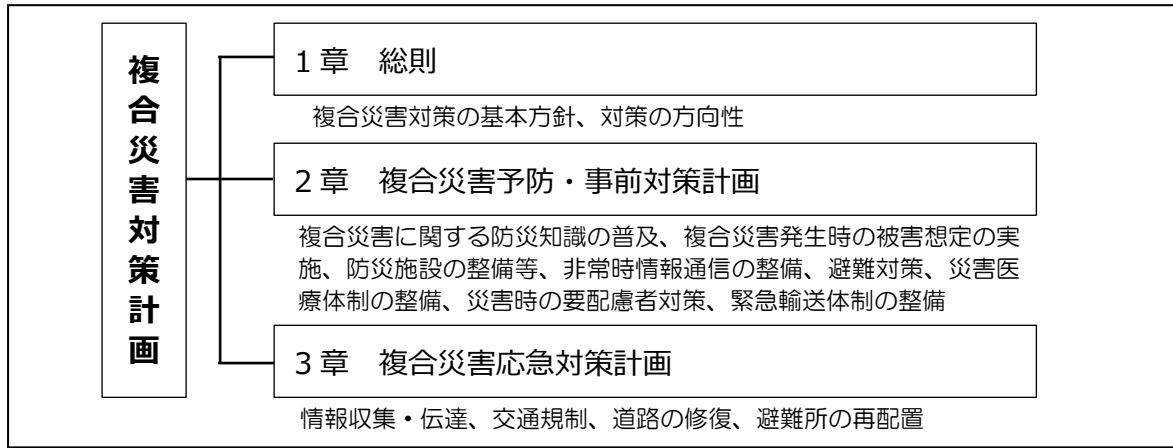 複合災害対策計画
1章　総則
複合災害対策の基本方針、対策の方向性
2章　複合災害予防・事前対策計画
複合災害に関する防災知識の普及、複合災害発生時の被害想定の実
施、防災施設の整備等、非常時情報通信の整備、避難対策、災害医
療体制の整備、災害時の要配慮者対策、緊急輸送体制の整備
3章　複合災害応急対策計画
情報収集・伝達、交通規制、道路の修復、避難所の再配置